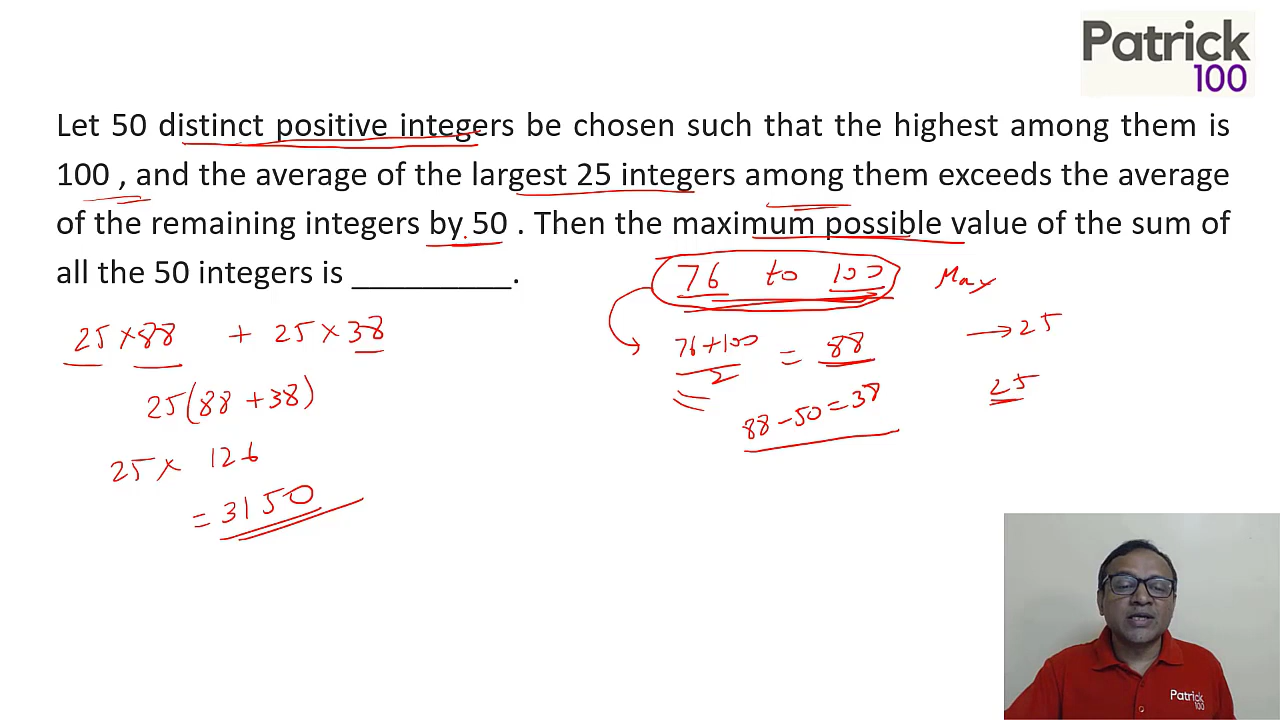 Patrick
100
Let 50 distinct positive integers be chosen such that the highest among them is
100 , and the average of the largest 25 integers among them exceeds the average
of the remaining integers by 50 . Then the maximum possible value of the sum of
all the 50 integers is __________.
76 to 100 Max
25 × 88 + 25 × 38
76+100
2
= 88
→ 25
25(88 + 38)
88 - 50 = 38
25
25 × 126
= 3150
Patrick
100